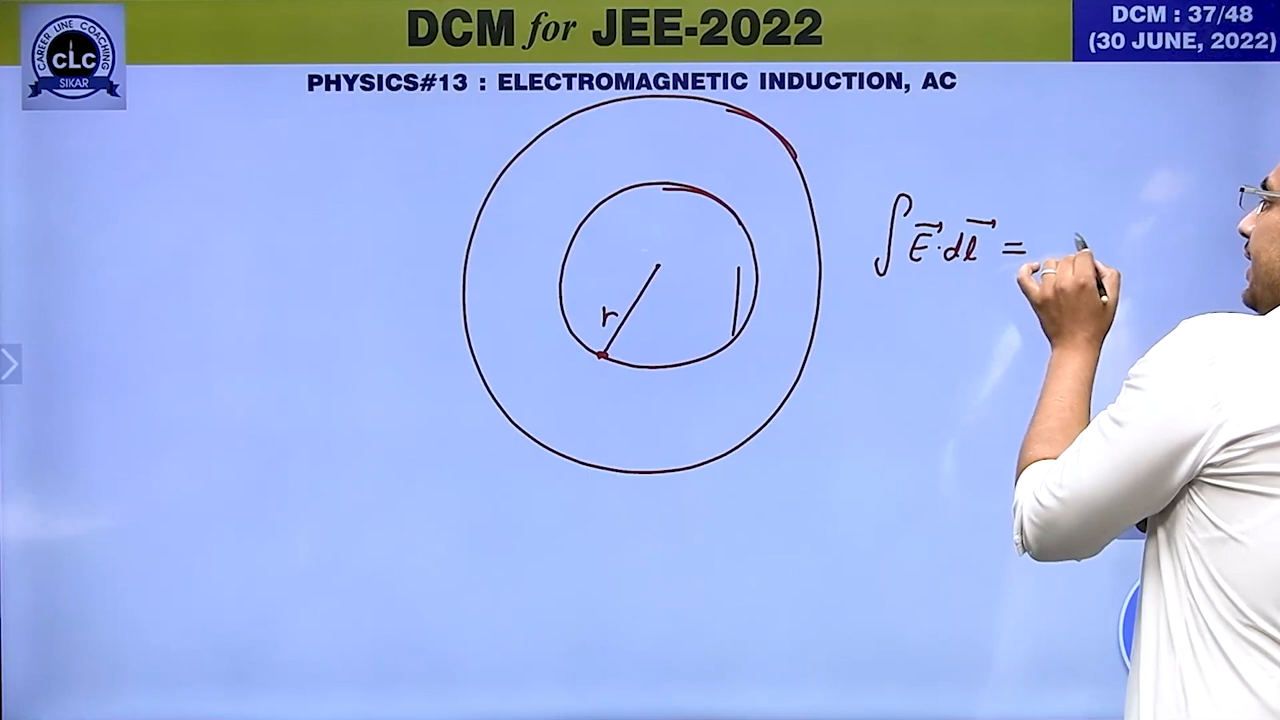 DCM for JEE-2022
DCM : 37/48
(30 JUNE, 2022)
CAREER LINE COACHING
CLC
SIKAR
PHYSICS#13 : ELECTROMAGNETIC INDUCTION, AC
r
∫ E⃗ · dl⃗ =